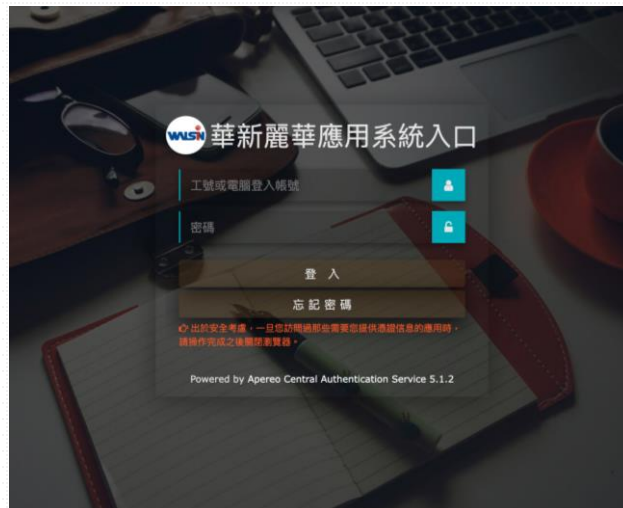 WALSIN 華新麗華應用系統入口
工號或電腦登入帳號
密碼
登 入
忘記密碼
出於安全考慮，一旦您訪問過那些需要您提供憑證信息的應用時，
請操作完成之後關閉瀏覽器。
Powered by Apereo Central Authentication Service 5.1.2